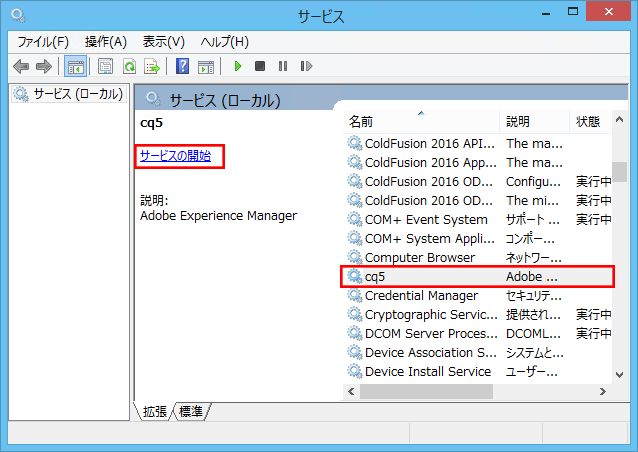 サービス
ファイル(F) 操作(A) 表示(V) ヘルプ(H)
サービス (ローカル)
サービス (ローカル)
cq5
サービスの開始
説明:
Adobe Experience Manager
名前 説明 状態
ColdFusion 2016 API... The ma...
ColdFusion 2016 App... The ma...
ColdFusion 2016 OD... Configu... 実行中
ColdFusion 2016 OD... The mi... 実行中
COM+ Event System サポート ... 実行中
COM+ System Appli... コンポー...
Computer Browser ネットワー...
cq5 Adobe ...
Credential Manager セキュリテ...
Cryptographic Servic... 提供され... 実行中
DCOM Server Proces... DCOML... 実行中
Device Association S... システムと...
Device Install Service ユーザー...
拡張 標準